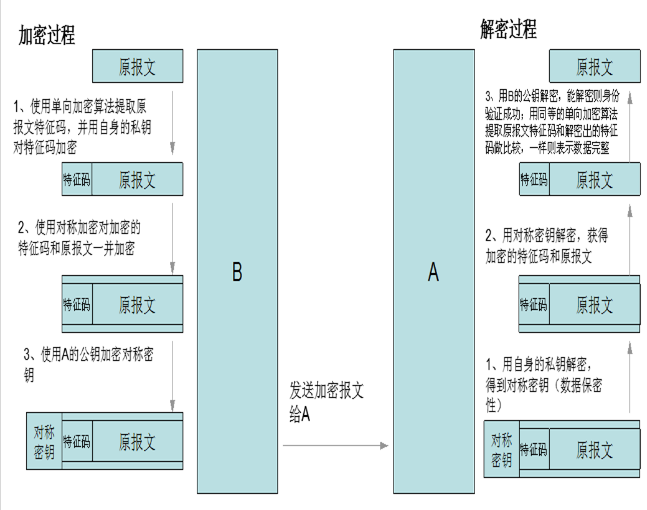 加密过程
原报文
1、使用单向加密算法提取原
报文特征码，并用自身的私钥
对特征码加密
特征码
原报文
2、使用对称加密对加密的
特征码和原报文一并加密
特征码
原报文
3、使用A的公钥加密对称密
钥
对称
密钥
特征码
原报文
B
发送加密报文
给A
A
解密过程
原报文
3、用B的公钥解密，能解密则身份
验证成功；用同等的单向加密算法
提取原报文特征码和解密出的特征
码做比较，一样则表示数据完整
特征码
原报文
2、用对称密钥解密，获得
加密的特征码和原报文
特征码
原报文
1、用自身的私钥解密，
得到对称密钥（数据保密
性）
对称
密钥
特征码
原报文